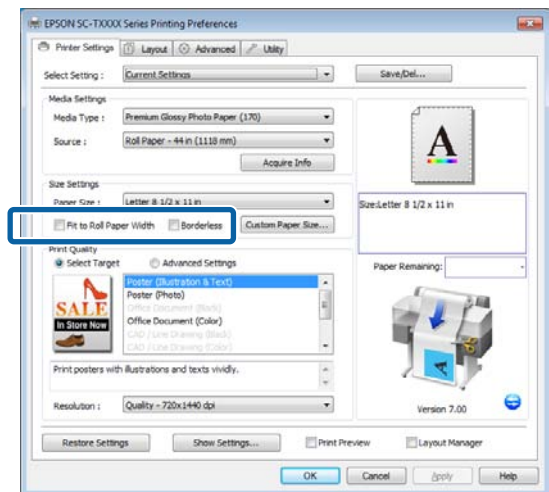 EPSON SC-TXXXX Series Printing Preferences
Printer Settings Layout Advanced Utility
Select Setting : Current Settings Save/Del...
Media Settings
Media Type : Premium Glossy Photo Paper (170)
Source : Roll Paper - 44 in (1118 mm)
Acquire Info
A
Size Settings
Paper Size : Letter 8 1/2 x 11 in
Size:Letter 8 1/2 x 11 in
Fit to Roll Paper Width Borderless Custom Paper Size...
Print Quality
Select Target Advanced Settings
Paper Remaining: -
SALE
In Store Now
Poster (Illustration & Text)
Poster (Photo)
Office Document (Black)
Office Document (Color)
CAD / Line Drawing (Black)
CAD / Line Drawing (Color)
Print posters with illustrations and texts vividly.
Resolution : Quality - 720x1440 dpi
Version 7.00
Restore Settings Show Settings... Print Preview Layout Manager
OK Cancel Apply Help